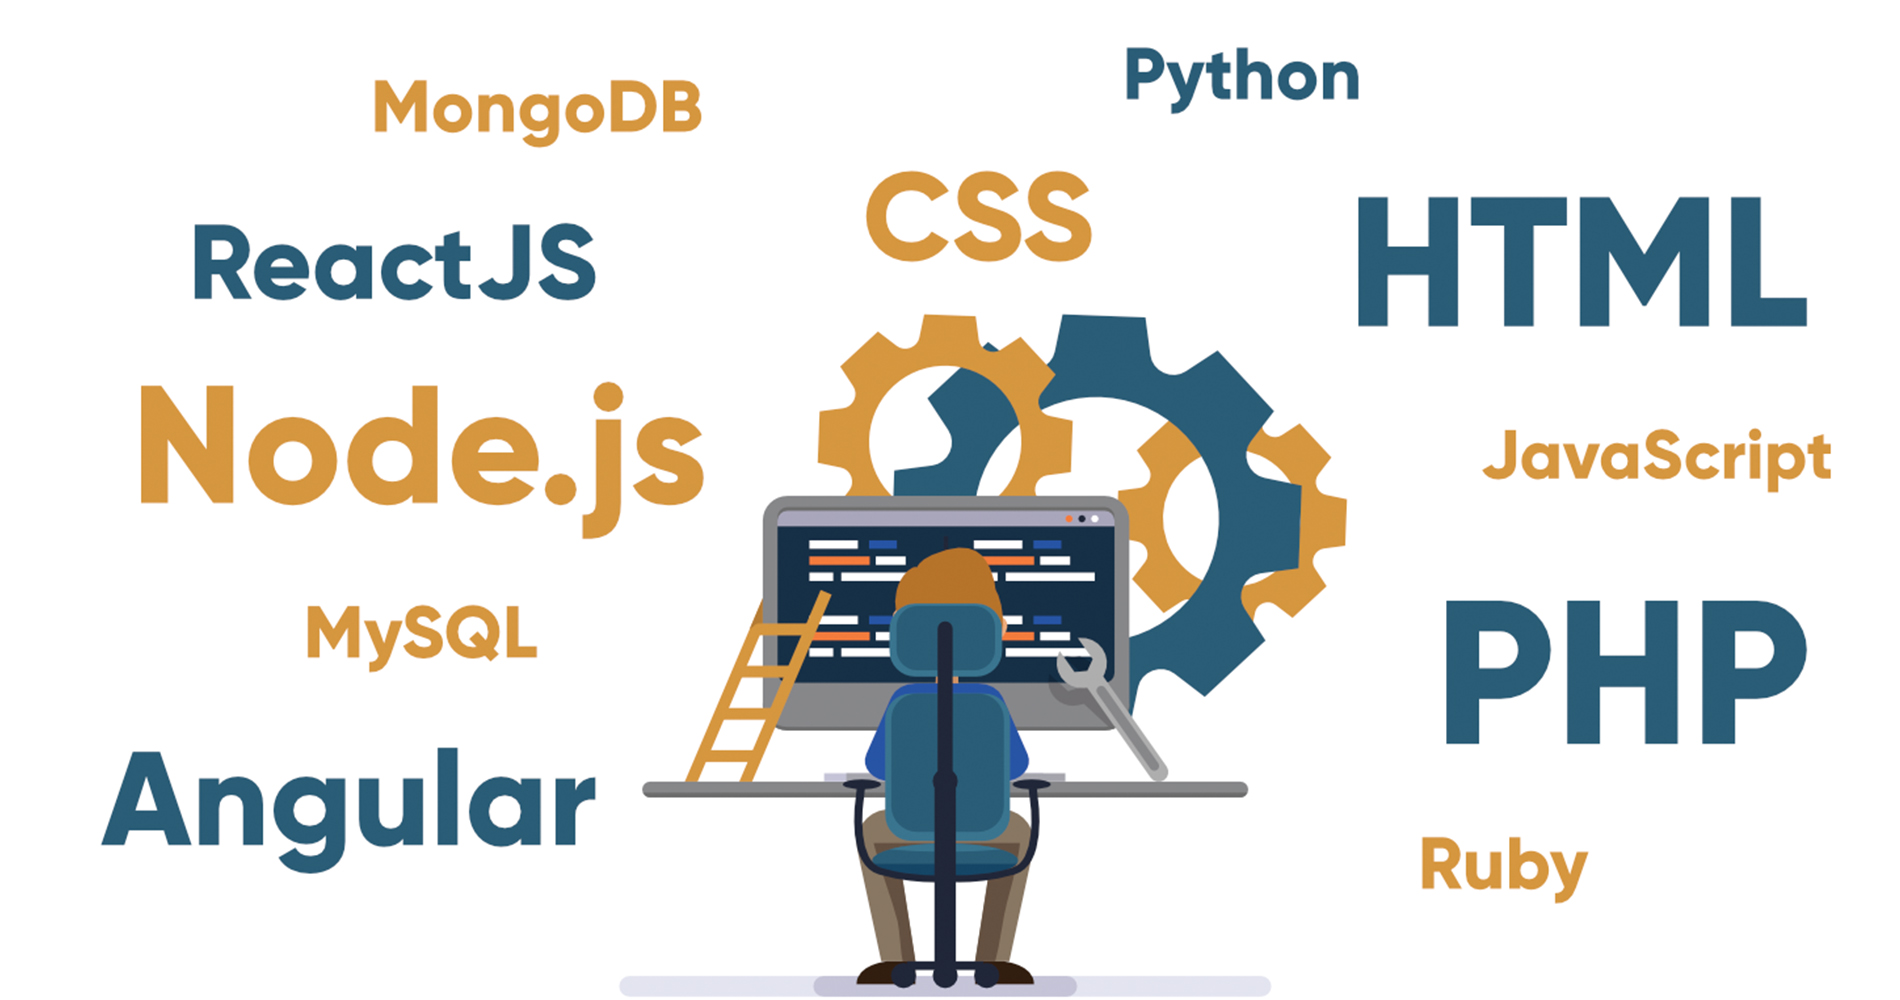 MongoDB
Python
CSS
ReactJS
HTML
Node.js
JavaScript
MySQL
PHP
Angular
Ruby